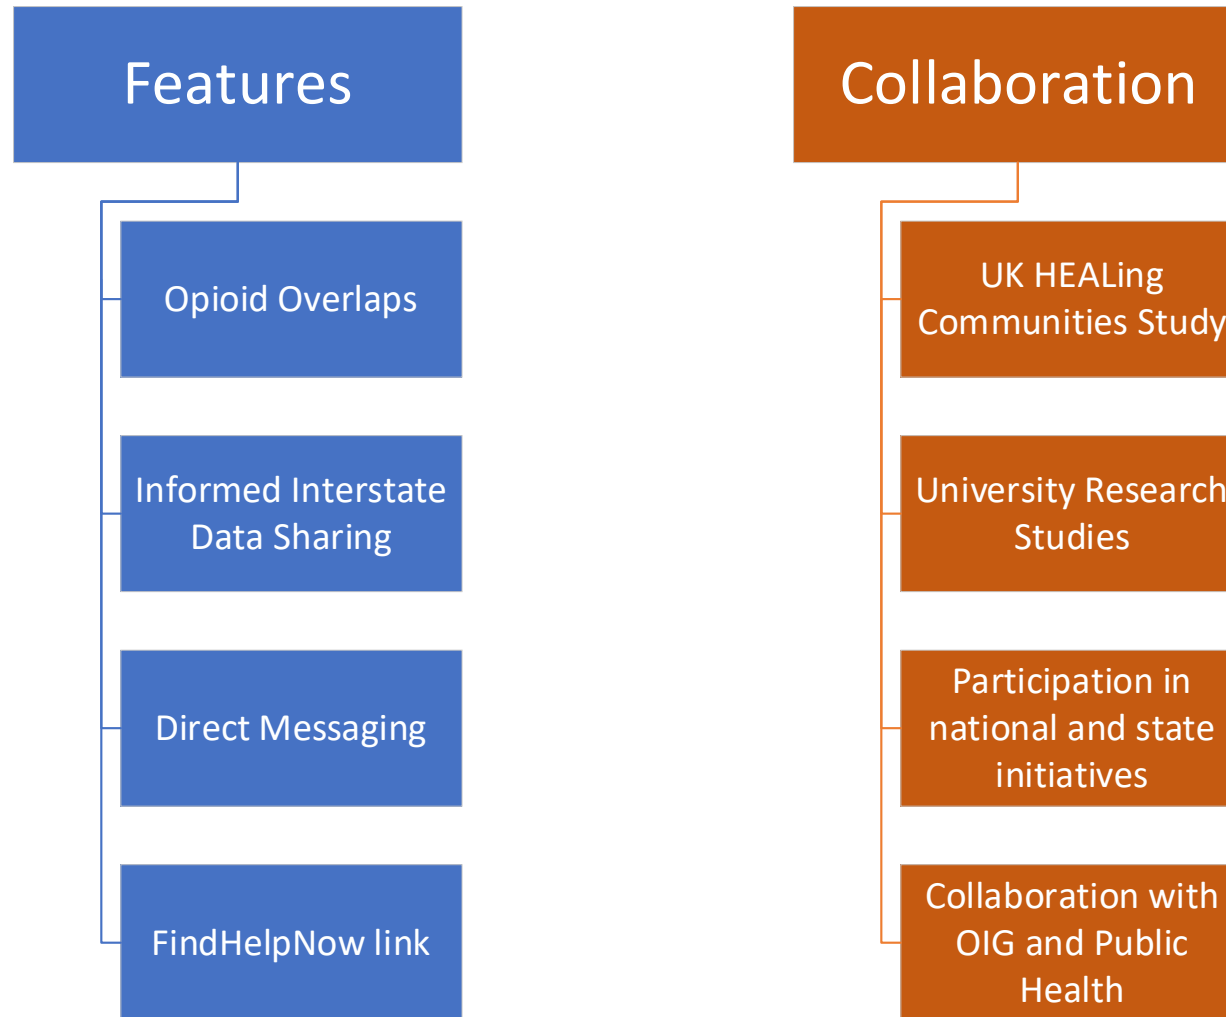 Features
Opioid Overlaps
Informed Interstate
Data Sharing
Direct Messaging
FindHelpNow link
Collaboration
UK HEALing
Communities Study
University Research
Studies
Participation in
national and state
initiatives
Collaboration with
OIG and Public
Health